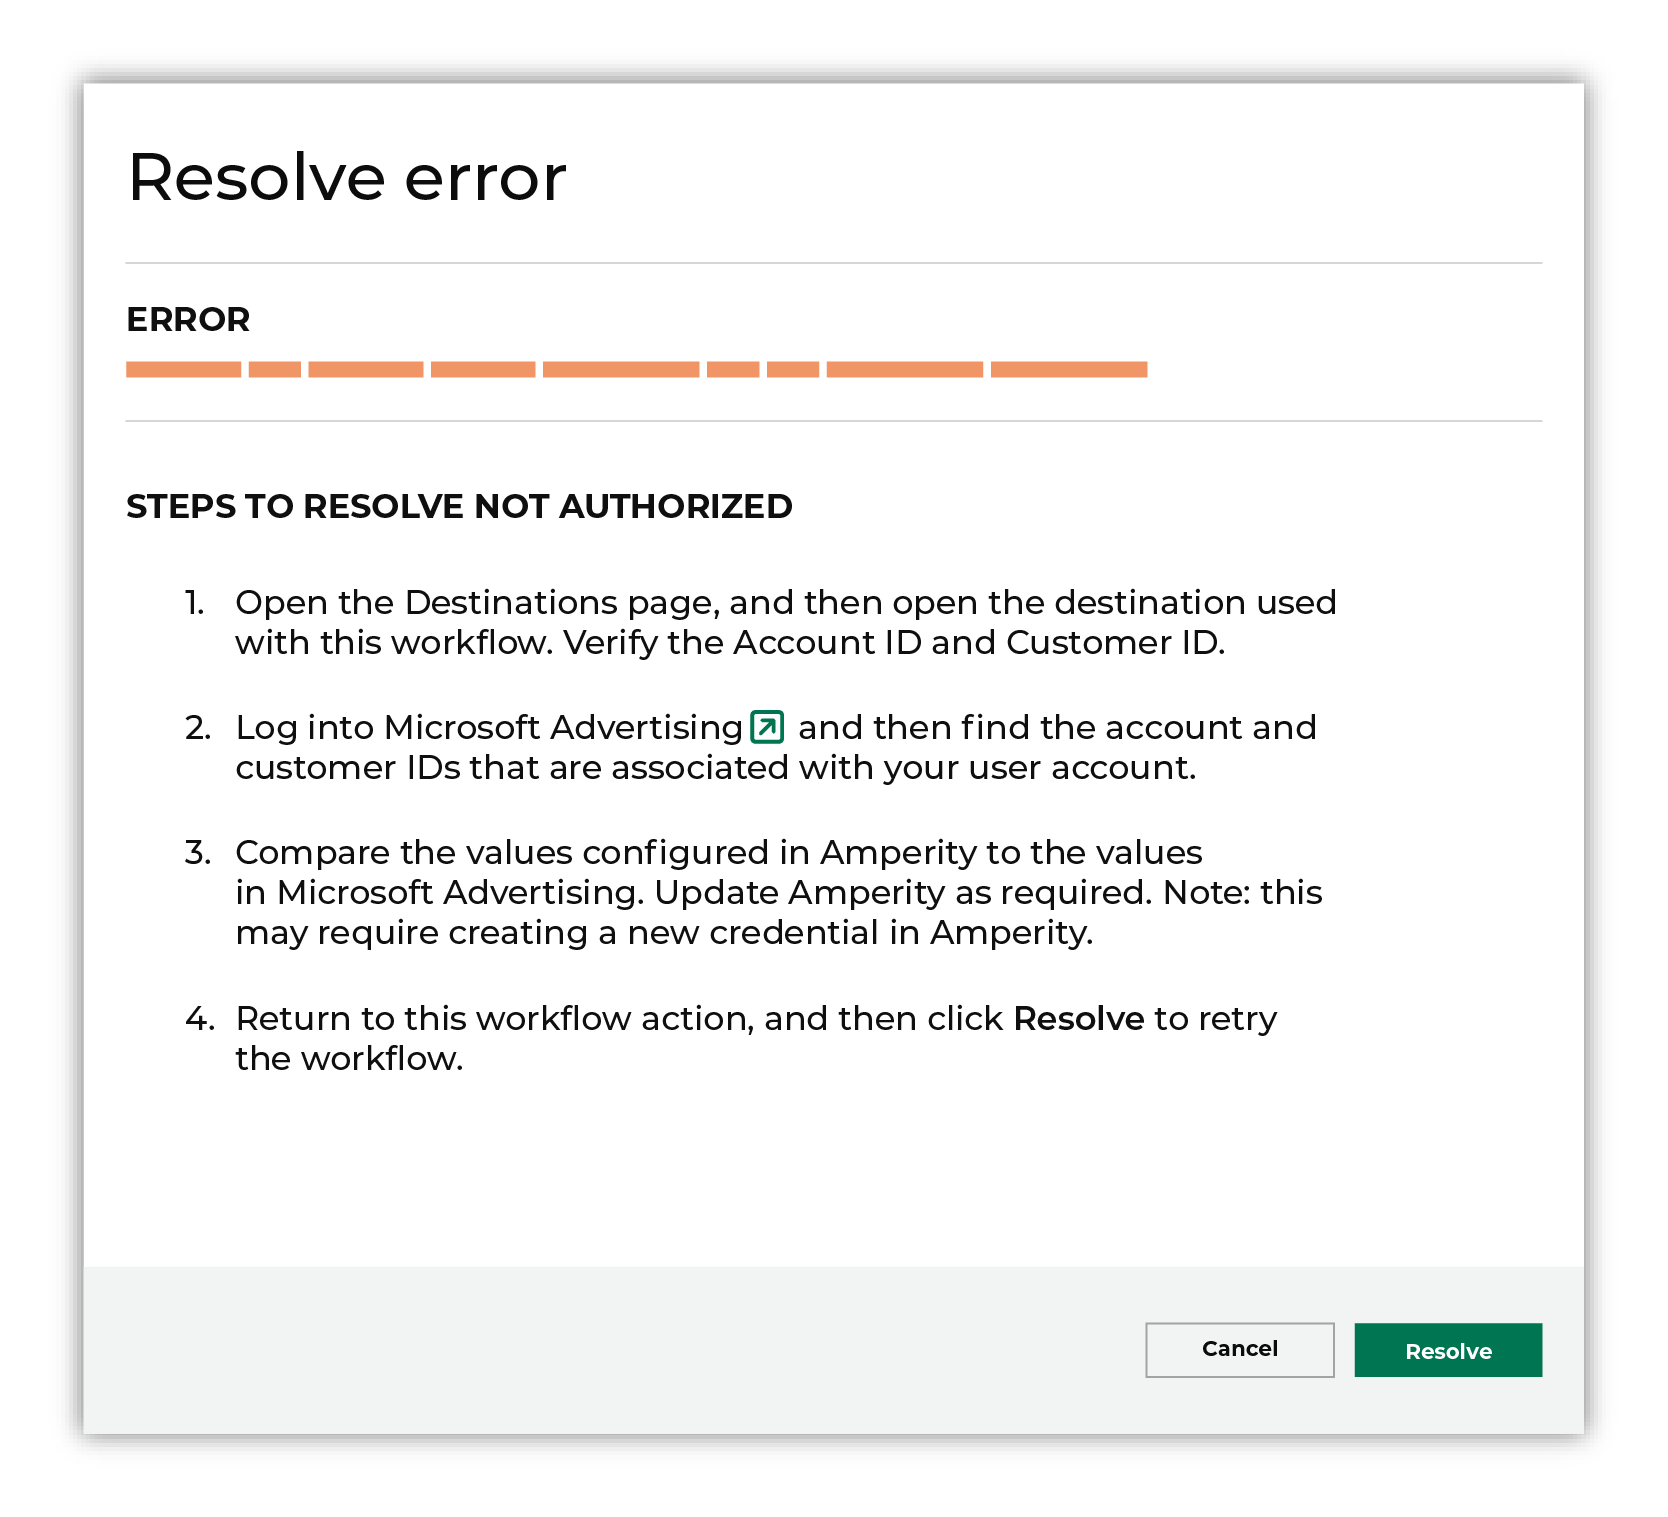 Resolve error
ERROR
STEPS TO RESOLVE NOT AUTHORIZED
1. Open the Destinations page, and then open the destination used
with this workflow. Verify the Account ID and Customer ID.
2. Log into Microsoft Advertising and then find the account and
customer IDs that are associated with your user account.
3. Compare the values configured in Amperity to the values
in Microsoft Advertising. Update Amperity as required. Note: this
may require creating a new credential in Amperity.
4. Return to this workflow action, and then click Resolve to retry
the workflow.
Cancel
Resolve